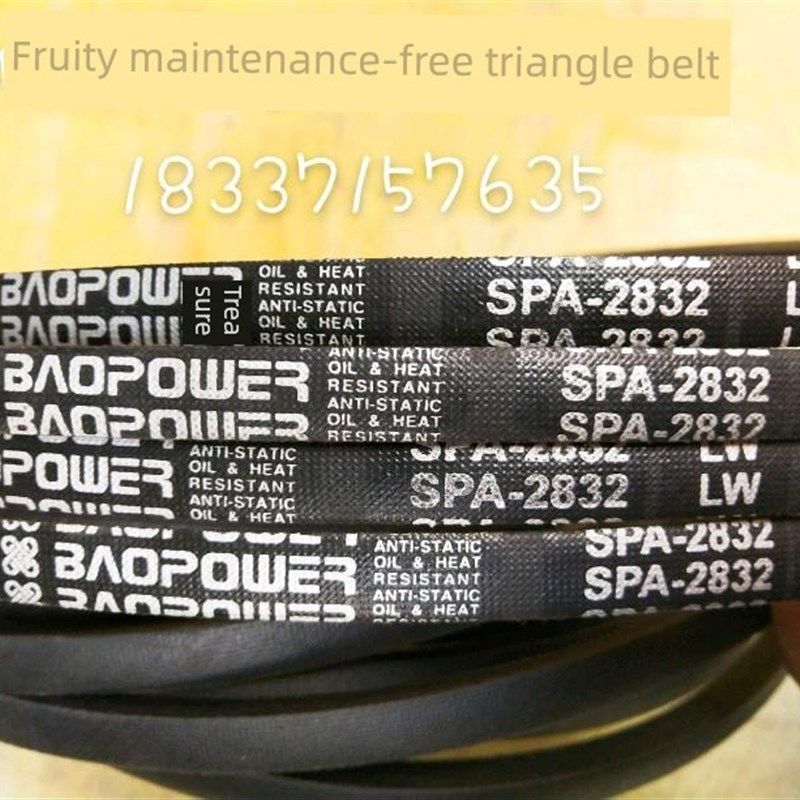 Fruity maintenance-free triangle belt
18337157635
BAOPOWER OIL & HEAT SPA-2832
RESISTANT
ANTI-STATIC
OIL & HEAT
RESISTANT
Trea
sure
BAOPOWER ANTI-STATIC SPA-2832
OIL & HEAT
RESISTANT
ANTI-STATIC
OIL & HEAT
RESISTANT
BAOPOWER SPA-2832
POWER ANTI-STATIC SPA-2832 LW
OIL & HEAT
RESISTANT
ANTI-STATIC
OIL & HEAT
LW
BAOPOWER ANTI-STATIC SPA-2832
OIL & HEAT
RESISTANT
ANTI-STATIC
OIL & HEAT
RESISTANT
SPA-2832